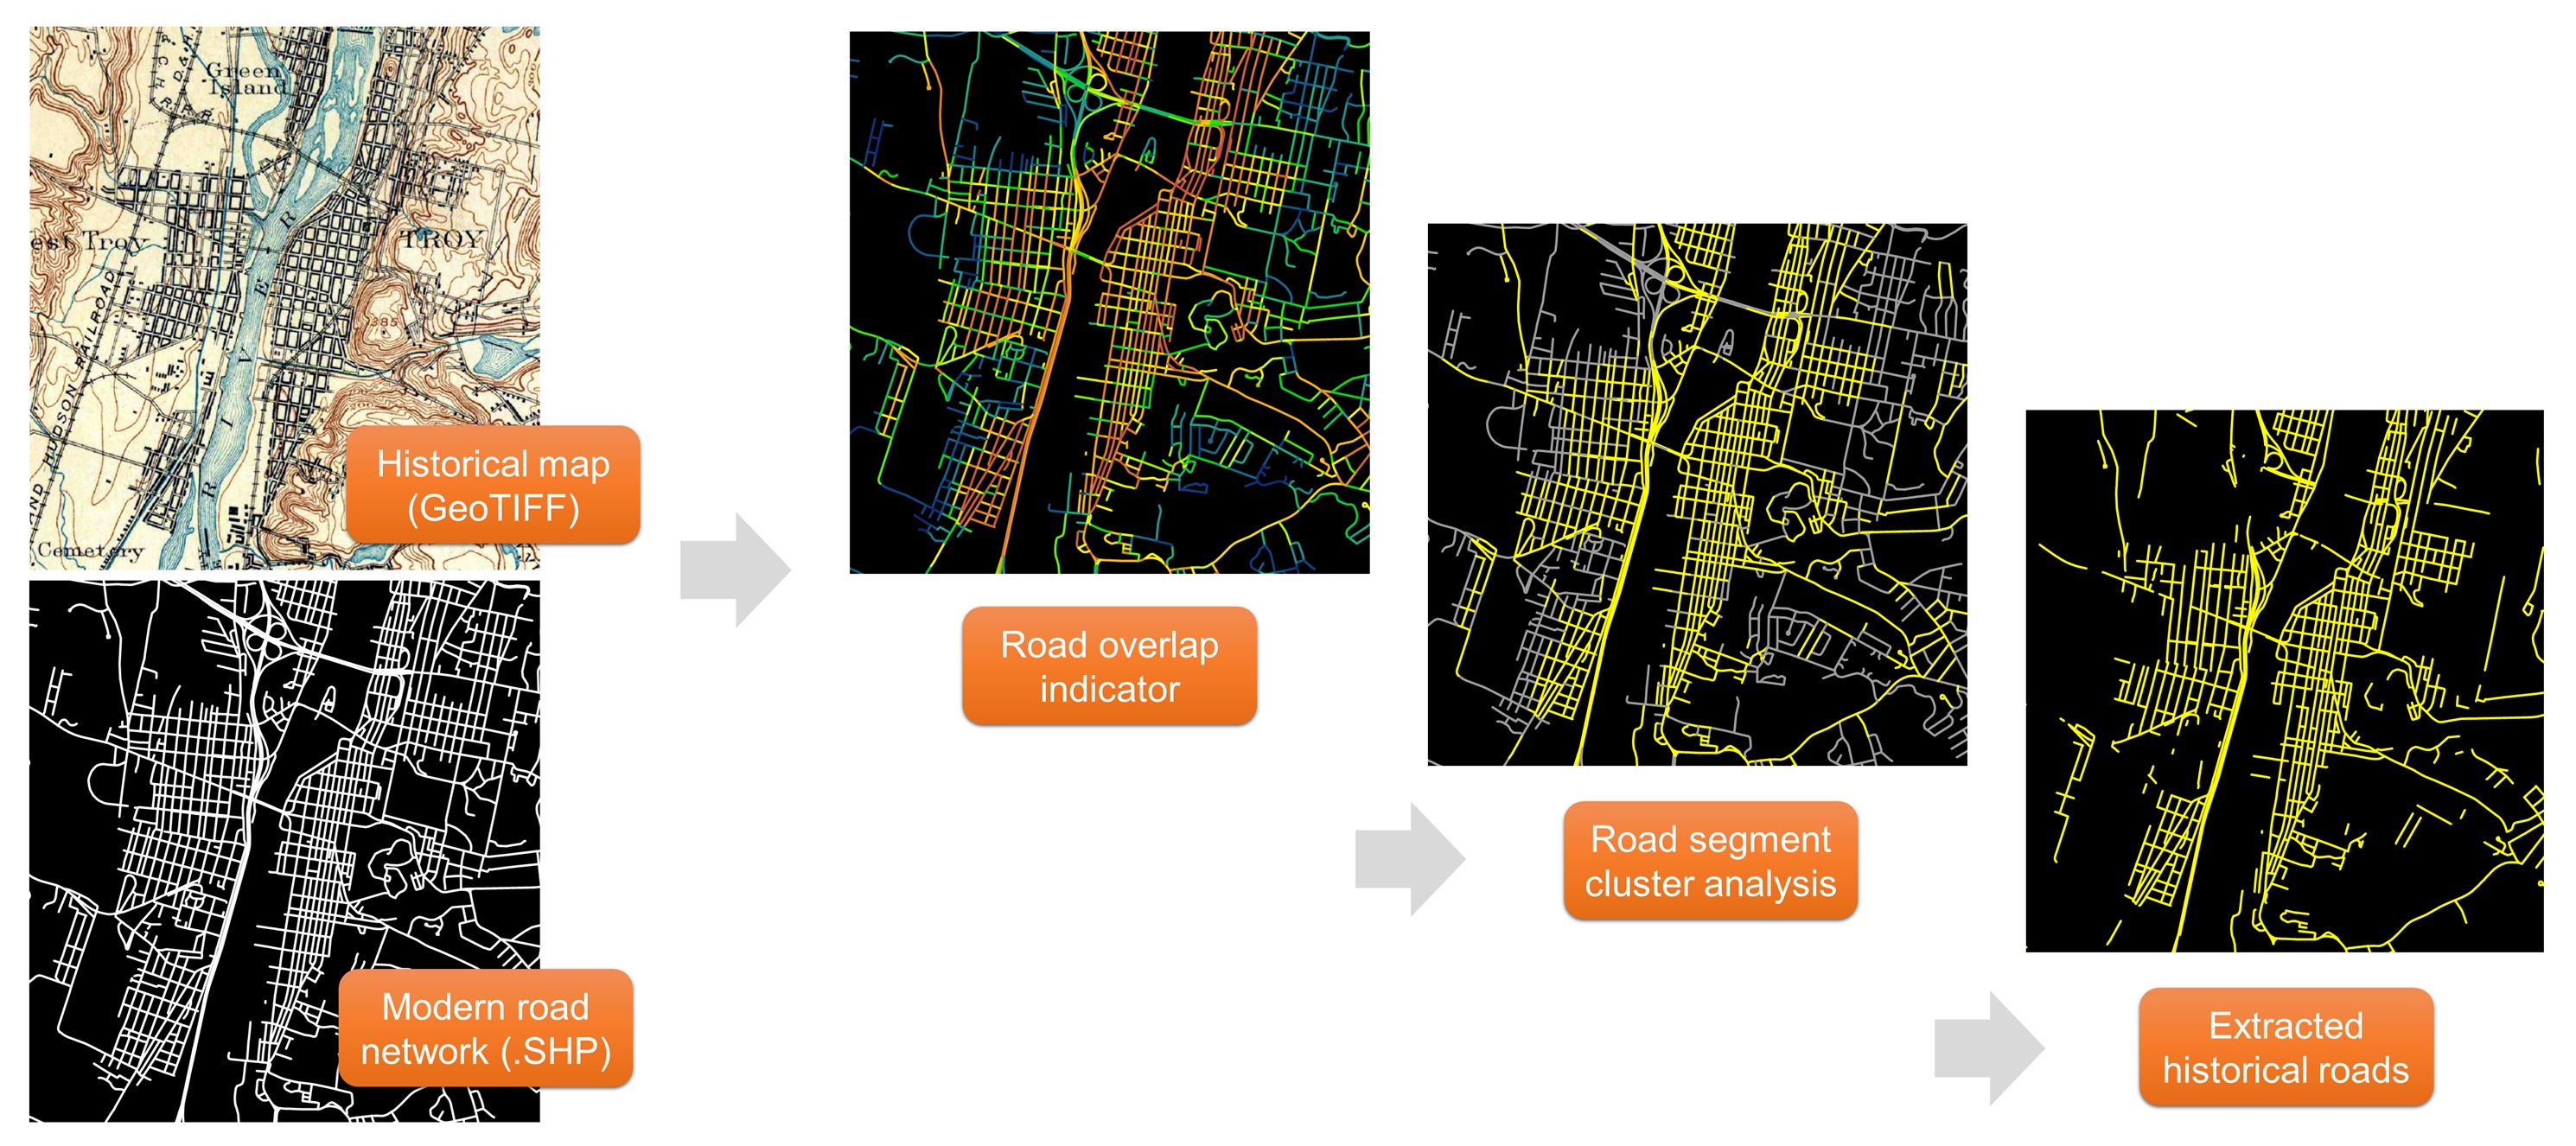 Green
Island
est Troy
TROY
R
I
V
E
R
983
HUDSON RAILROAD
Cemetery
Historical map
(GeoTIFF)
Modern road
network (.SHP)
Road overlap
indicator
Road segment
cluster analysis
Extracted
historical roads